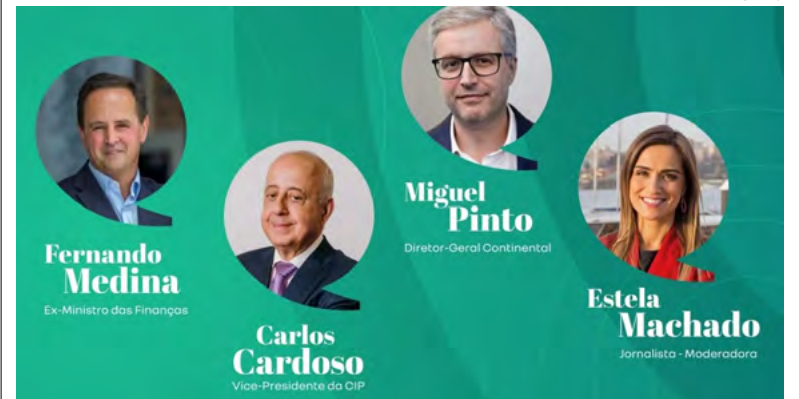 Fernando
Medina
Ex-Ministro das Finanças
Carlos
Cardoso
Vice-Presidente da CIP
Miguel
Pinto
Diretor-Geral Continental
Estela
Machado
Jornalista - Moderadora